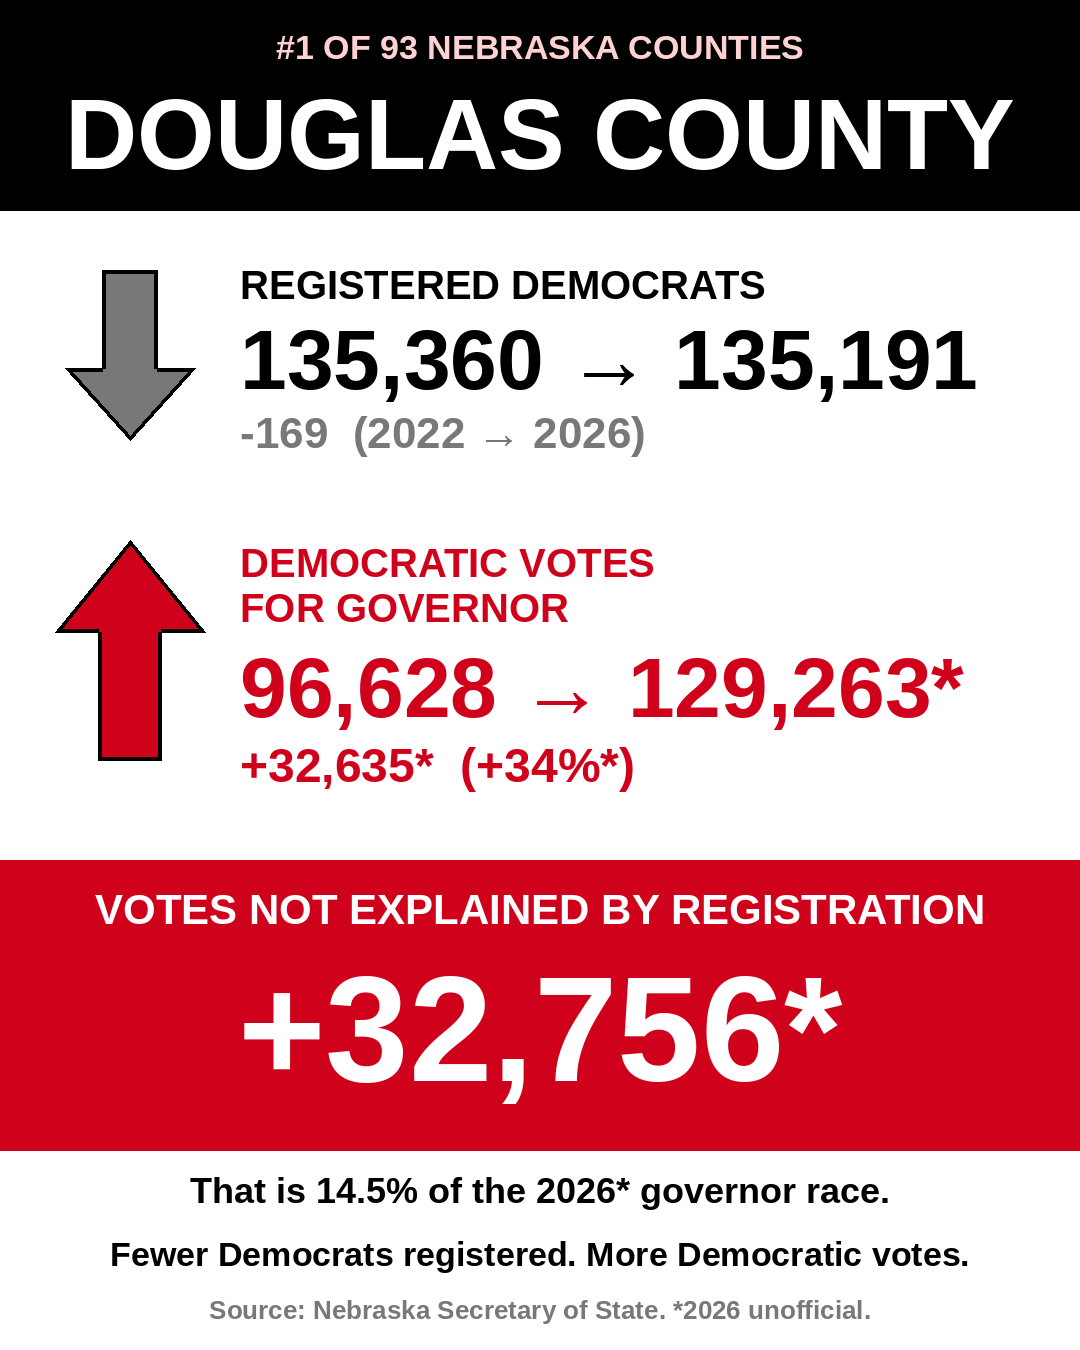 #1 OF 93 NEBRASKA COUNTIES
DOUGLAS COUNTY
REGISTERED DEMOCRATS
135,360 → 135,191
-169 (2022 → 2026)
DEMOCRATIC VOTES
FOR GOVERNOR
96,628 → 129,263*
+32,635* (+34%*)
VOTES NOT EXPLAINED BY REGISTRATION
+32,756*
That is 14.5% of the 2026* governor race.
Fewer Democrats registered. More Democratic votes.
Source: Nebraska Secretary of State. *2026 unofficial.